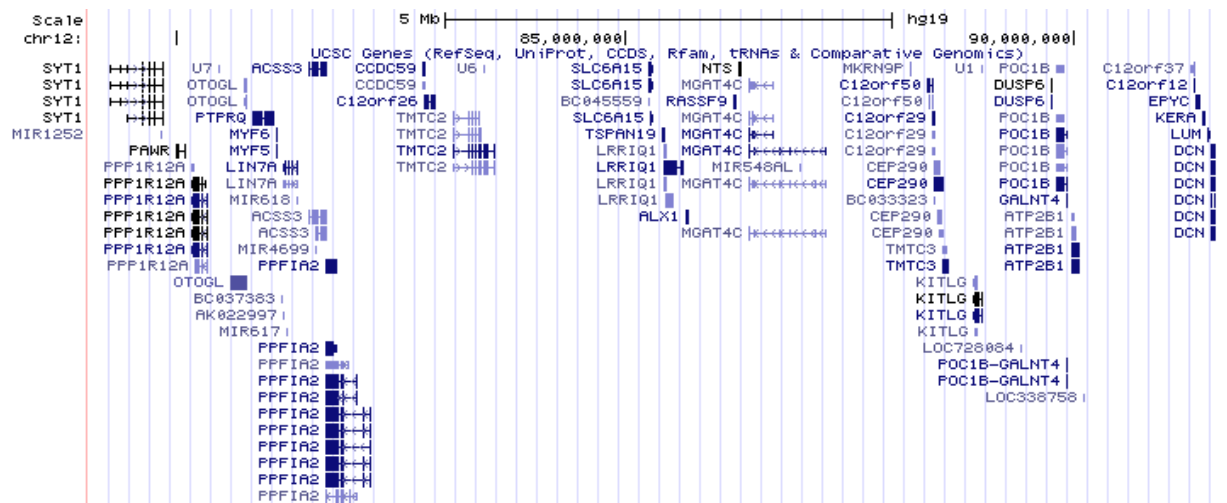 Scale 5 Mb hg19
chr12: 85,000,000 90,000,000
UCSC Genes (RefSeq, UniProt, CCDS, Rfam, tRNAs & Comparative Genomics)
SYT1 U7 ACSS3 CCDC59 U6 SLC6A15 NTS MKRN9P U1 POC1B C12orf37
SYT1 OTOGL CCDC59 SLC6A15 MGAT4C C12orf50 DUSP6 C12orf12
SYT1 OTOGL C12orf26 BC045559 RASSF9 C12orf50 DUSP6 EPYC
SYT1 PTPRQ TMTC2 SLC6A15 MGAT4C C12orf29 POC1B KERA
MIR1252 MYF6 TMTC2 TSPAN19 MGAT4C C12orf29 POC1B LUM
PAWR MYF5 TMTC2 LRRIQ1 MGAT4C C12orf29 POC1B DCN
PPP1R12A LIN7A TMTC2 LRRIQ1 MIR548AL CEP290 POC1B DCN
PPP1R12A LIN7A LRRIQ1 MGAT4C CEP290 POC1B DCN
PPP1R12A MIR618 LRRIQ1 BC033323 GALNT4 DCN
PPP1R12A ACSS3 ALX1 CEP290 ATP2B1 DCN
PPP1R12A ACSS3 MGAT4C CEP290 ATP2B1 DCN
PPP1R12A MIR4699 TMTC3 ATP2B1
PPP1R12A PPFIA2 TMTC3 ATP2B1
OTOGL KITLG
BC037383 KITLG
AK022997 KITLG
MIR617 KITLG
PPFIA2 LOC728084
PPFIA2 POC1B-GALNT4
PPFIA2 POC1B-GALNT4
PPFIA2 LOC338758
PPFIA2
PPFIA2
PPFIA2
PPFIA2
PPFIA2
PPFIA2